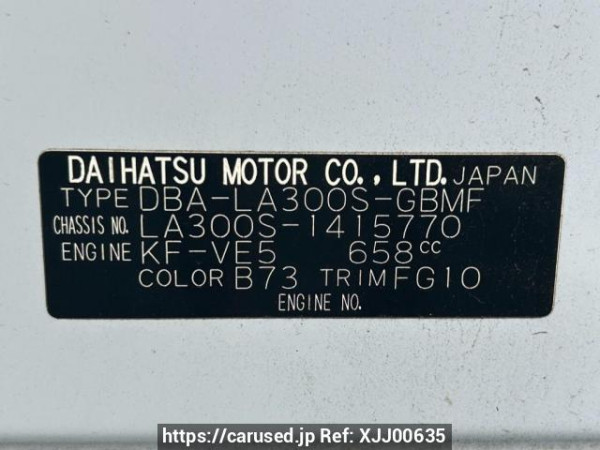 DAIHATSU MOTOR CO., LTD. JAPAN
TYPE DBA-LA300S-GBMF
CHASSIS NO. LA300S-1415770
ENGINE KF-VE5 658cc
COLOR B73 TRIM FG10
ENGINE NO.
https://carused.jp Ref: XJJ00635